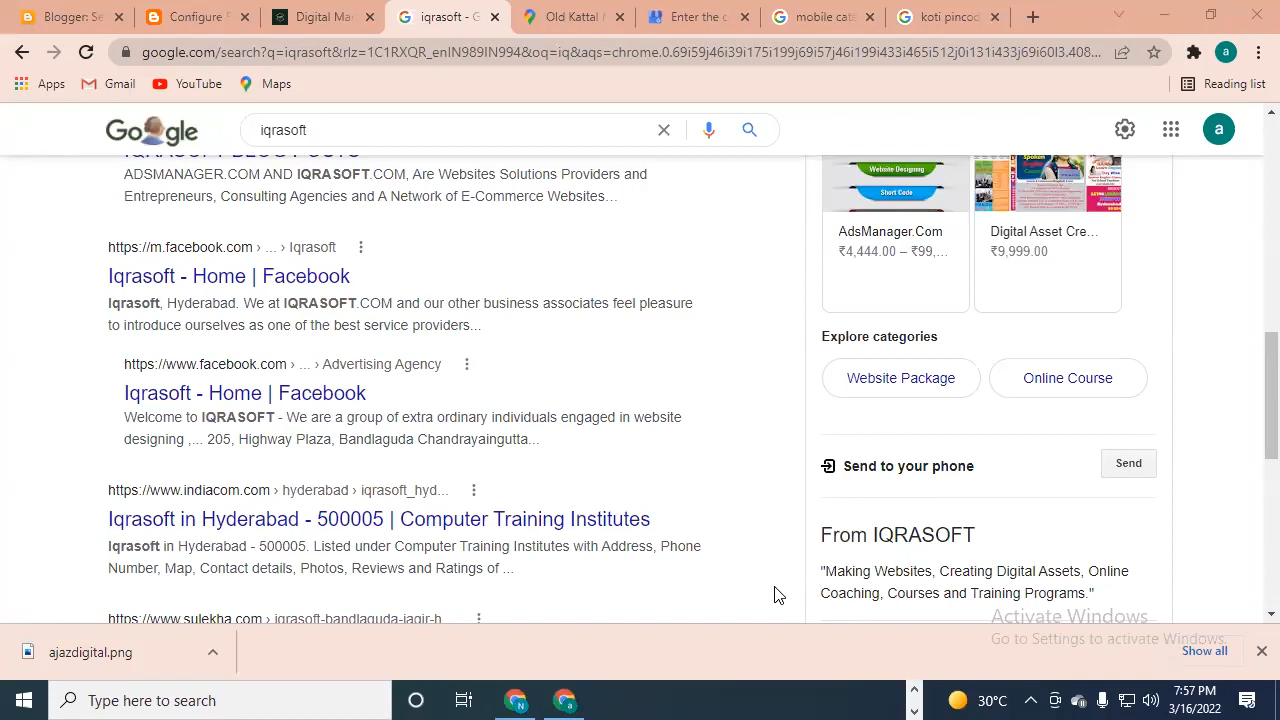 Blogger: S
Configure F
Digital Mar
iqrasoft - G
Old Kattal
Enter the c
mobile cate
koti pincod
google.com/search?q=iqrasoft&rlz=1C1RXQR_enIN989IN994&oq=iq&aqs=chrome.0.69i59j46i39i175i199j69i57j46i199i433i465i512j0i131i433j69i60l3.408...
a
Apps
Gmail
YouTube
Maps
Reading list
Google
iqrasoft
a
IQRASOFT BLOG POSTS
ADSMANAGER.COM AND IQRASOFT.COM. Are Websites Solutions Providers and
Entrepreneurs, Consulting Agencies and A Network of E-Commerce Websites...
https://m.facebook.com › ... › Iqrasoft
Iqrasoft - Home | Facebook
Iqrasoft, Hyderabad. We at IQRASOFT.COM and our other business associates feel pleasure
to introduce ourselves as one of the best service providers...
https://www.facebook.com › ... › Advertising Agency
Iqrasoft - Home | Facebook
Welcome to IQRASOFT - We are a group of extra ordinary individuals engaged in website
designing ,... 205, Highway Plaza, Bandlaguda Chandrayaingutta...
https://www.indiacom.com › hyderabad › iqrasoft_hyd...
Iqrasoft in Hyderabad - 500005 | Computer Training Institutes
Iqrasoft in Hyderabad - 500005. Listed under Computer Training Institutes with Address, Phone
Number, Map, Contact details, Photos, Reviews and Ratings of ...
https://www.sulekha.com › iqrasoft-bandlaguda-jagir-h...
Website Designing
Short Code
Spoken
AdsManager.Com
₹4,444.00 – ₹99,...
Digital Asset Cre...
₹9,999.00
Explore categories
Website Package
Online Course
Send to your phone
Send
From IQRASOFT
"Making Websites, Creating Digital Assets, Online
Coaching, Courses and Training Programs."
Activate Windows
Go to Settings to activate Windows.
ajazdigital.png
Show all
Type here to search
N
a
30°C
7:57 PM
3/16/2022